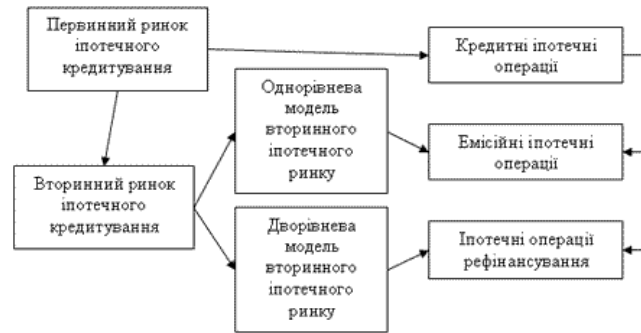 Первинний ринок
іпотечного
кредитування
Кредитні іпотечні
операції
Однорівнева
модель
вторинного
іпотечного
ринку
Емісійні іпотечні
операції
Вторинний ринок
іпотечного
кредитування
Дворівнева
модель
вторинного
іпотечного
ринку
Іпотечні операції
рефінансування